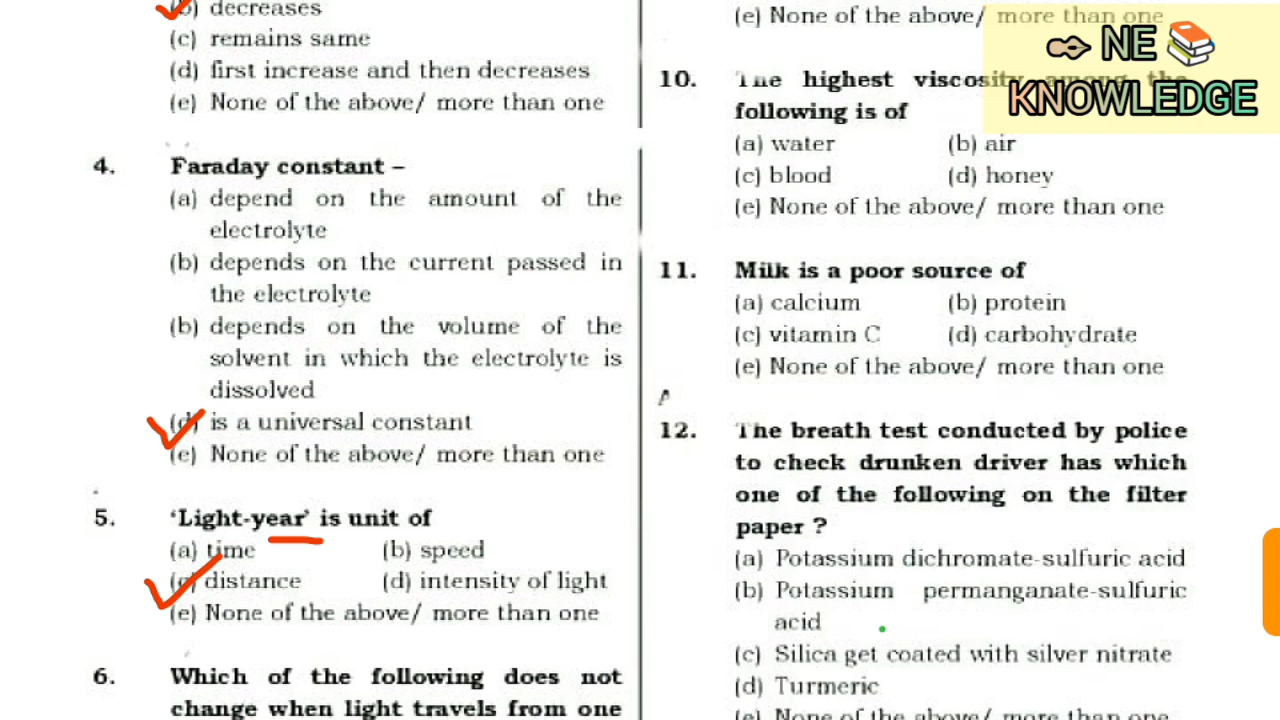 (b) decreases
(c) remains same
(d) first increase and then decreases
(e) None of the above/ more than one
4. Faraday constant –
(a) depend on the amount of the
electrolyte
(b) depends on the current passed in
the electrolyte
(b) depends on the volume of the
solvent in which the electrolyte is
dissolved
(d) is a universal constant
(e) None of the above/ more than one
5. ‘Light-year’ is unit of
(a) time (b) speed
(c) distance (d) intensity of light
(e) None of the above/ more than one
6. Which of the following does not
change when light travels from one
(e) None of the above/ more than one
NE
KNOWLEDGE
10. The highest viscosity among the
following is of
(a) water (b) air
(c) blood (d) honey
(e) None of the above/ more than one
11. Milk is a poor source of
(a) calcium (b) protein
(c) vitamin C (d) carbohydrate
(e) None of the above/ more than one
12. The breath test conducted by police
to check drunken driver has which
one of the following on the filter
paper ?
(a) Potassium dichromate-sulfuric acid
(b) Potassium permanganate-sulfuric
acid
(c) Silica get coated with silver nitrate
(d) Turmeric
(e) None of the above/ more than one